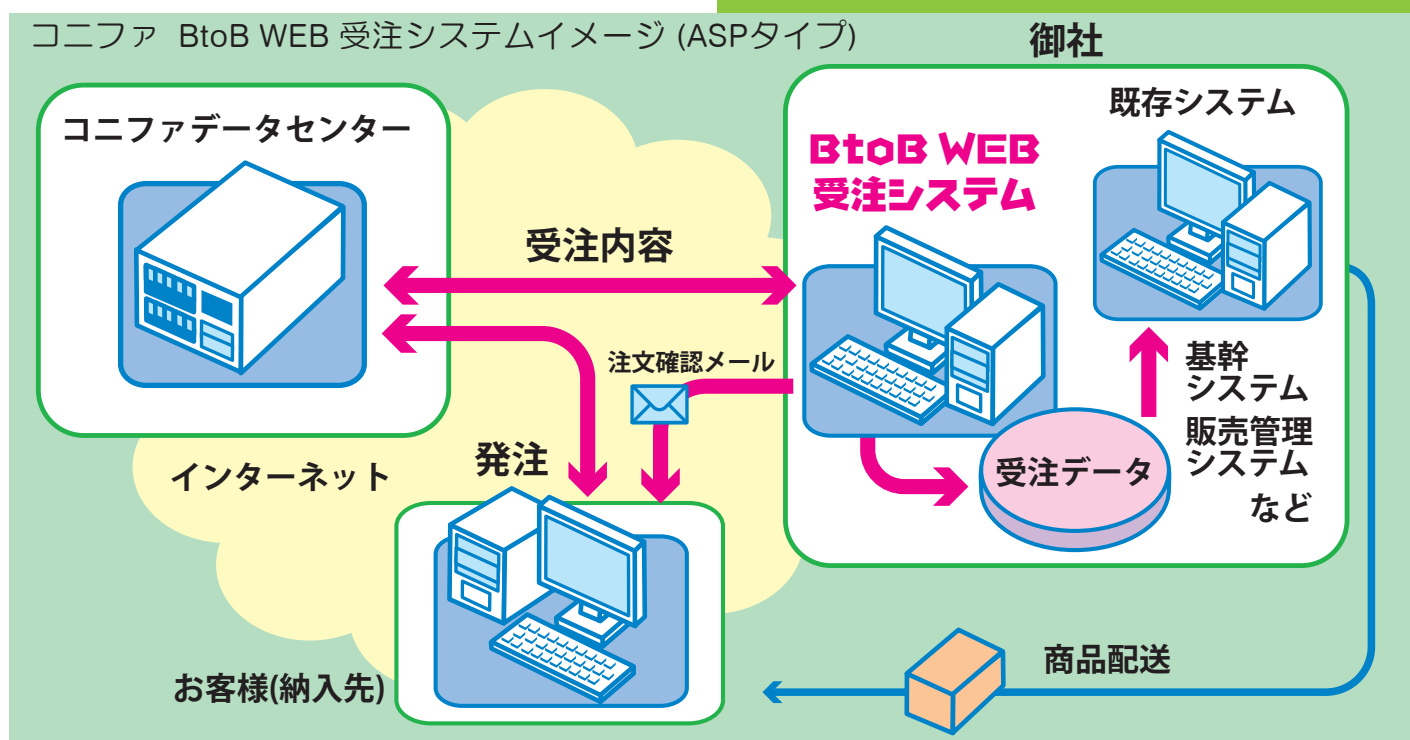 コニファ BtoB WEB 受注システムイメージ (ASPタイプ)
御社
コニファデータセンター
既存システム
BtoB WEB
受注システム
受注内容
注文確認メール
基幹
システム
販売管理
システム
など
発注
受注データ
インターネット
お客様(納入先)
商品配送